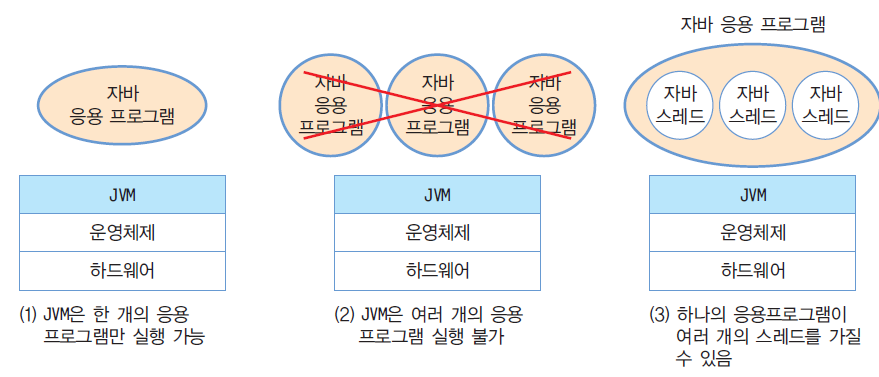 자바
응용 프로그램
JVM
운영체제
하드웨어
(1) JVM은 한 개의 응용
프로그램만 실행 가능
자바
응용
프로그램
자바
응용
프로그램
자바
응용
프로그램
JVM
운영체제
하드웨어
(2) JVM은 여러 개의 응용
프로그램 실행 불가
자바 응용 프로그램
자바
스레드
자바
스레드
자바
스레드
JVM
운영체제
하드웨어
(3) 하나의 응용프로그램이
여러 개의 스레드를 가질
수 있음